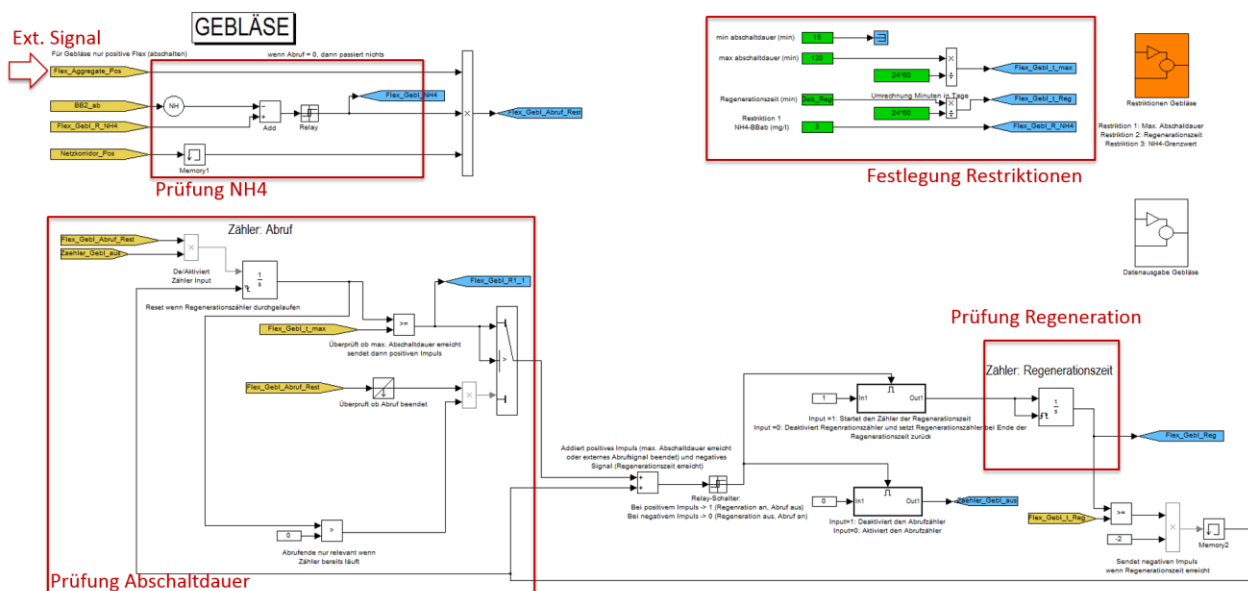 GEBLÄSE
Ext. Signal
Für Gebläse nur positive Flex (abschalten)
wenn Abruf = 0, dann passiert nichts
Flex_Aggregate_Pos
BB2_ab
NH
Flex_Gebl_R_NH4
Add
Relay
Flex_Gebl_NH4
Flex_Gebl_Abruf_Rest
Netzkorridor_Pos
Memory1
Prüfung NH4
min abschaltdauer (min)
15
max abschaltdauer (min)
120
24*60
Flex_Gebl_t_max
Umrechnung Minuten in Tage
Regenerationszeit (min)
Flex_Gebl_t_Reg
24*60
Restriktion 1
NH4-BBab (mg/l)
3
Flex_Gebl_R_NH4
Festlegung Restriktionen
Restriktionen Gebläse
Restriktion 1: Max. Abschaldauer
Restriktion 2: Regenerationszeit
Restriktion 3: NH4-Grenzwert
Datenausgabe Gebläse
Zähler: Abruf
Flex_Gebl_Abruf_Rest
Zaehler_Gebl_aus
De/Aktiviert
Zähler Input
1
s
Reset wenn Regenerationszähler durchgelaufen
Flex_Gebl_R1_1
Flex_Gebl_t_max
>=
Überprüft ob max. Abschaltdauer erreicht
sendet dann positiven Impuls
>
Flex_Gebl_Abruf_Rest
Überprüft ob Abruf beendet
0
>
Abrufende nur relevant wenn
Zähler bereits läuft
Prüfung Abschaltdauer
Addiert positives Impuls (max. Abschaltdauer erreicht
oder externes Abrufsignal beendet) und negatives
Signal (Regenerationszeit erreicht)
Relay-Schalter:
Bei positivem Impuls -> 1 (Regenration an, Abruf aus)
Bei negativem Impuls -> 0 (Regenration aus, Abruf an)
1
In1
Out1
Input =1: Startet den Zähler der Regenerationszeit
Input =0: Deaktiviert Regenrationszähler und setzt Regenerationszähler bei Ende der
Regenerationszeit zurück
0
In1
Out1
Zaehler_Gebl_aus
Input=1: Deaktiviert den Abrufzähler
Input=0: Aktiviert den Abrufzähler
Prüfung Regeneration
Zähler: Regenerationszeit
1
s
Flex_Gebl_Reg
Flex_Gebl_t_Reg
>=
-2
Memory2
Sendet negativen Impuls
wenn Regenerationszeit erreicht